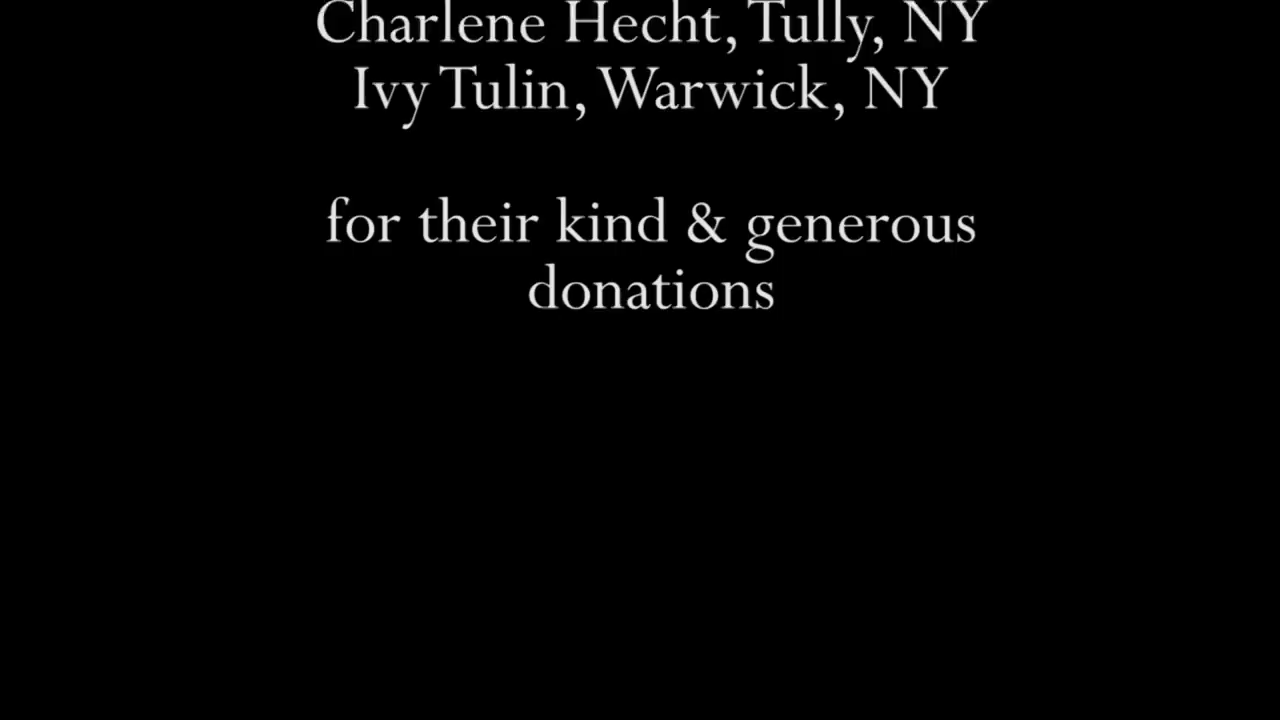 Charlene Hecht, Tully, NY
Ivy Tulin, Warwick, NY
for their kind & generous
donations